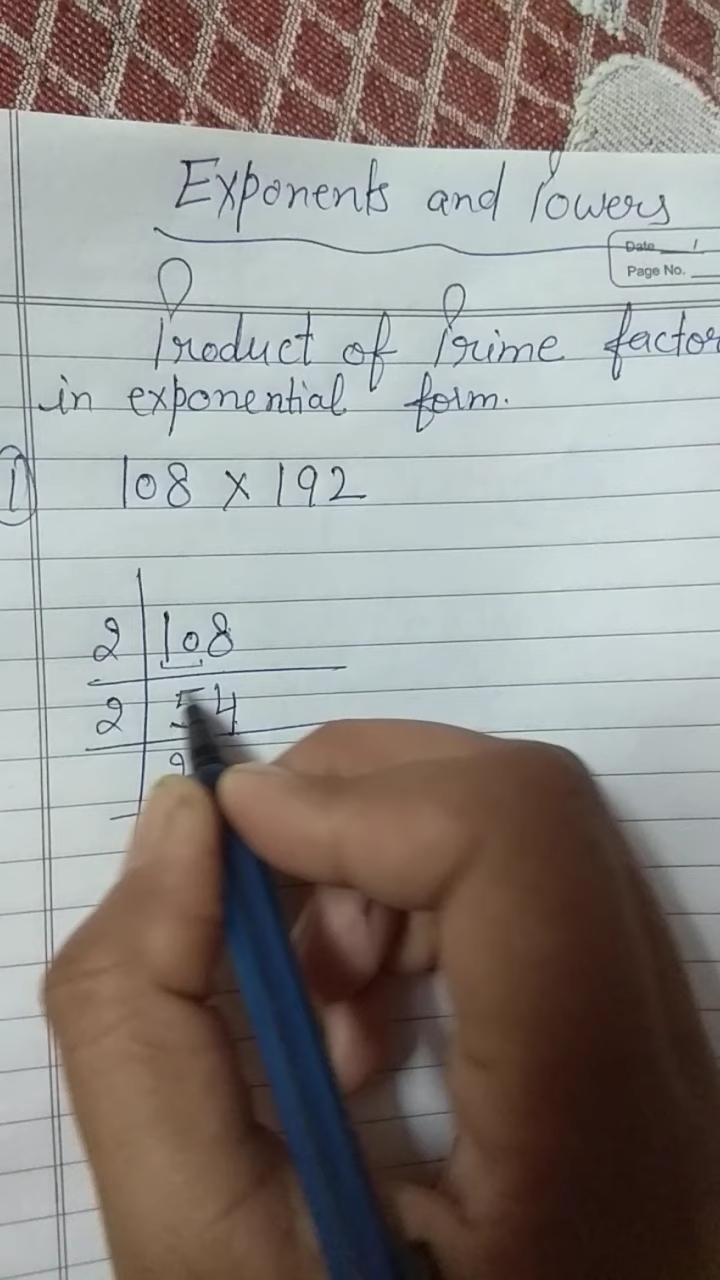 Exponents and Powers
Date /
Page No.
Product of Prime factor
in exponential form.
1 108 × 192
2 108
2 54
2